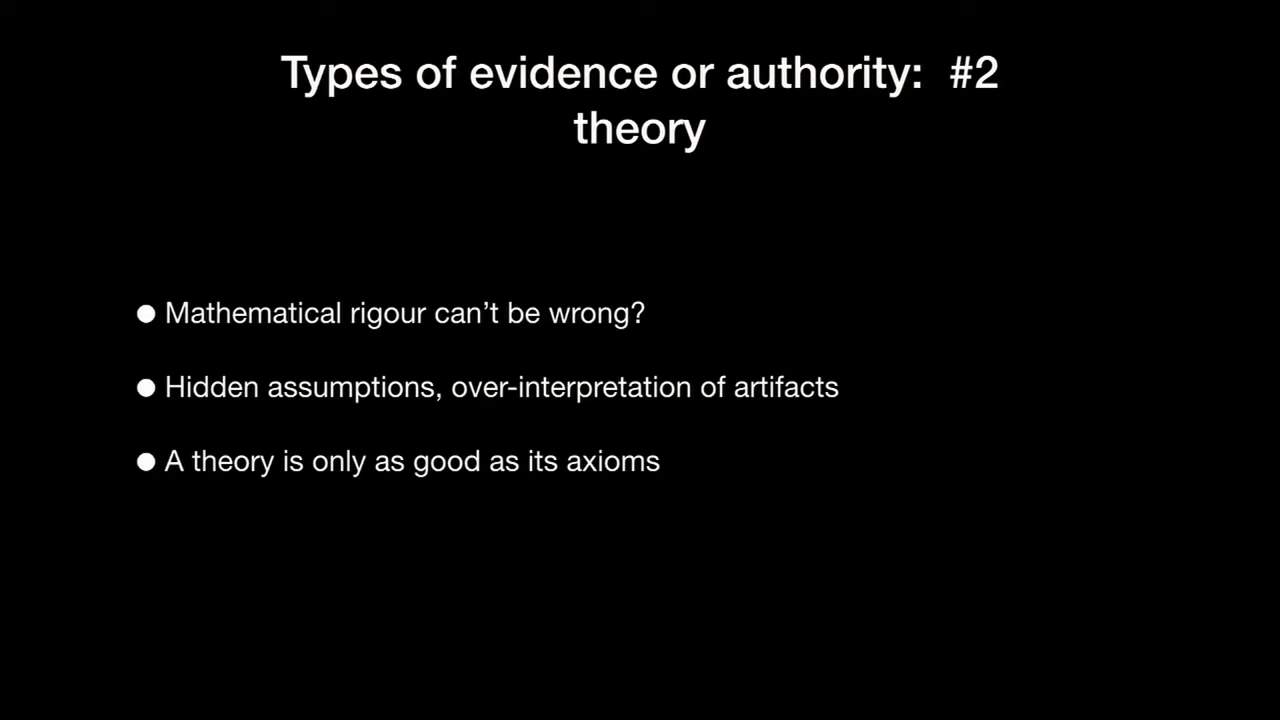 Types of evidence or authority:  #2
theory
● Mathematical rigour can’t be wrong?
● Hidden assumptions, over-interpretation of artifacts
● A theory is only as good as its axioms